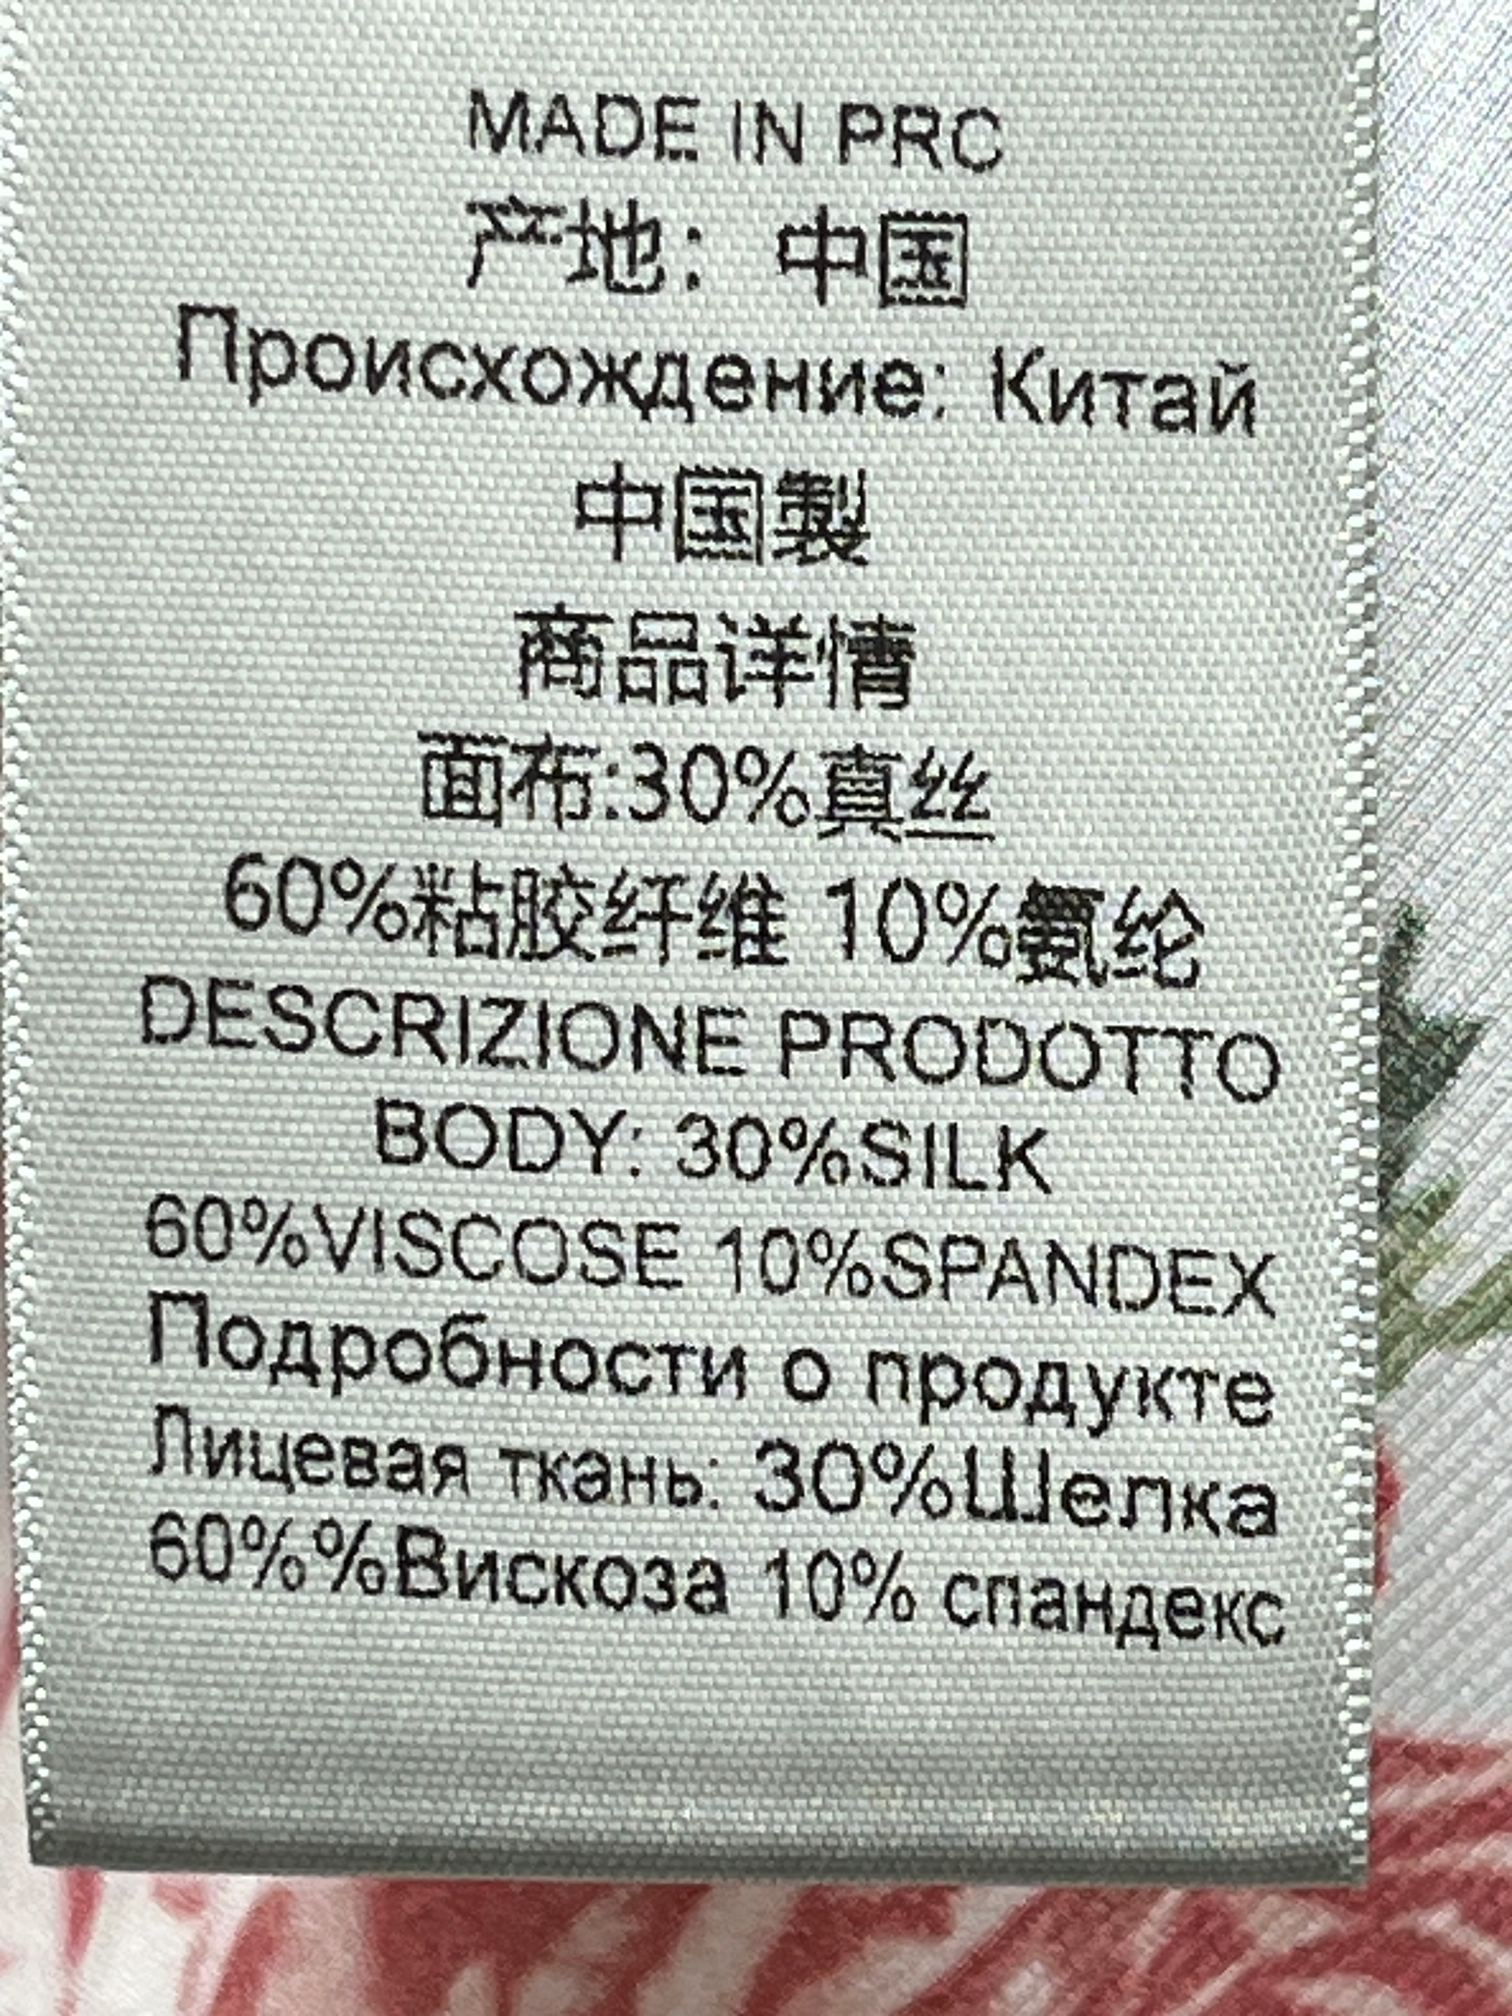 MADE IN PRC
产地：中国
Происхождение: Китай
中国製
商品详情
面布:30%真丝
60%粘胶纤维 10%氨纶
DESCRIZIONE PRODOTTO
BODY: 30%SILK
60%VISCOSE 10%SPANDEX
Подробности о продукте
Лицевая ткань: 30%Шелка
60%%Вискоза 10% спандекс